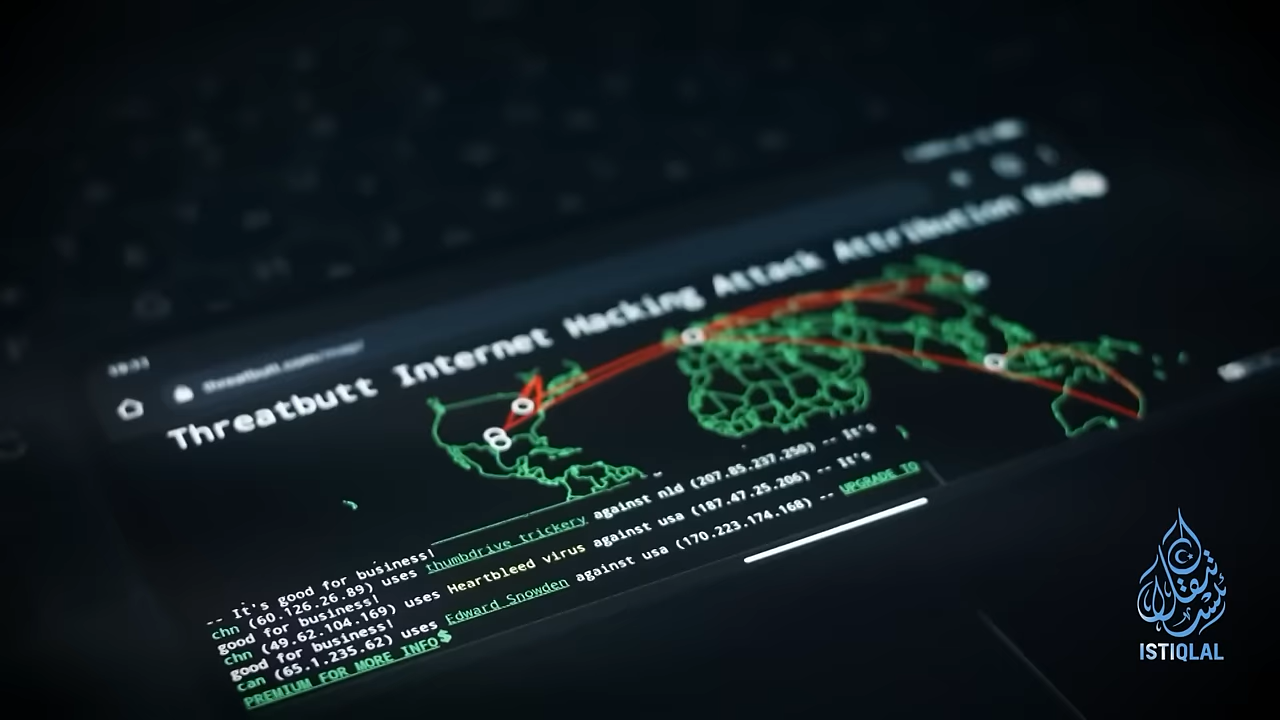 Threatbutt Internet Hacking Attack Attribution
-- It's good for business!
chn (60.126.26.89) uses thumbdrive trickery against nld (207.85.237.250) -- It's
good for business!
chn (49.62.104.169) uses Heartbleed virus against usa (187.47.25.206) -- It's
good for business!
can (65.1.235.62) uses Edward Snowden against usa (170.223.174.168) -- UPGRADE TO
PREMIUM FOR MORE INFO$
استقلال
ISTIQLAL